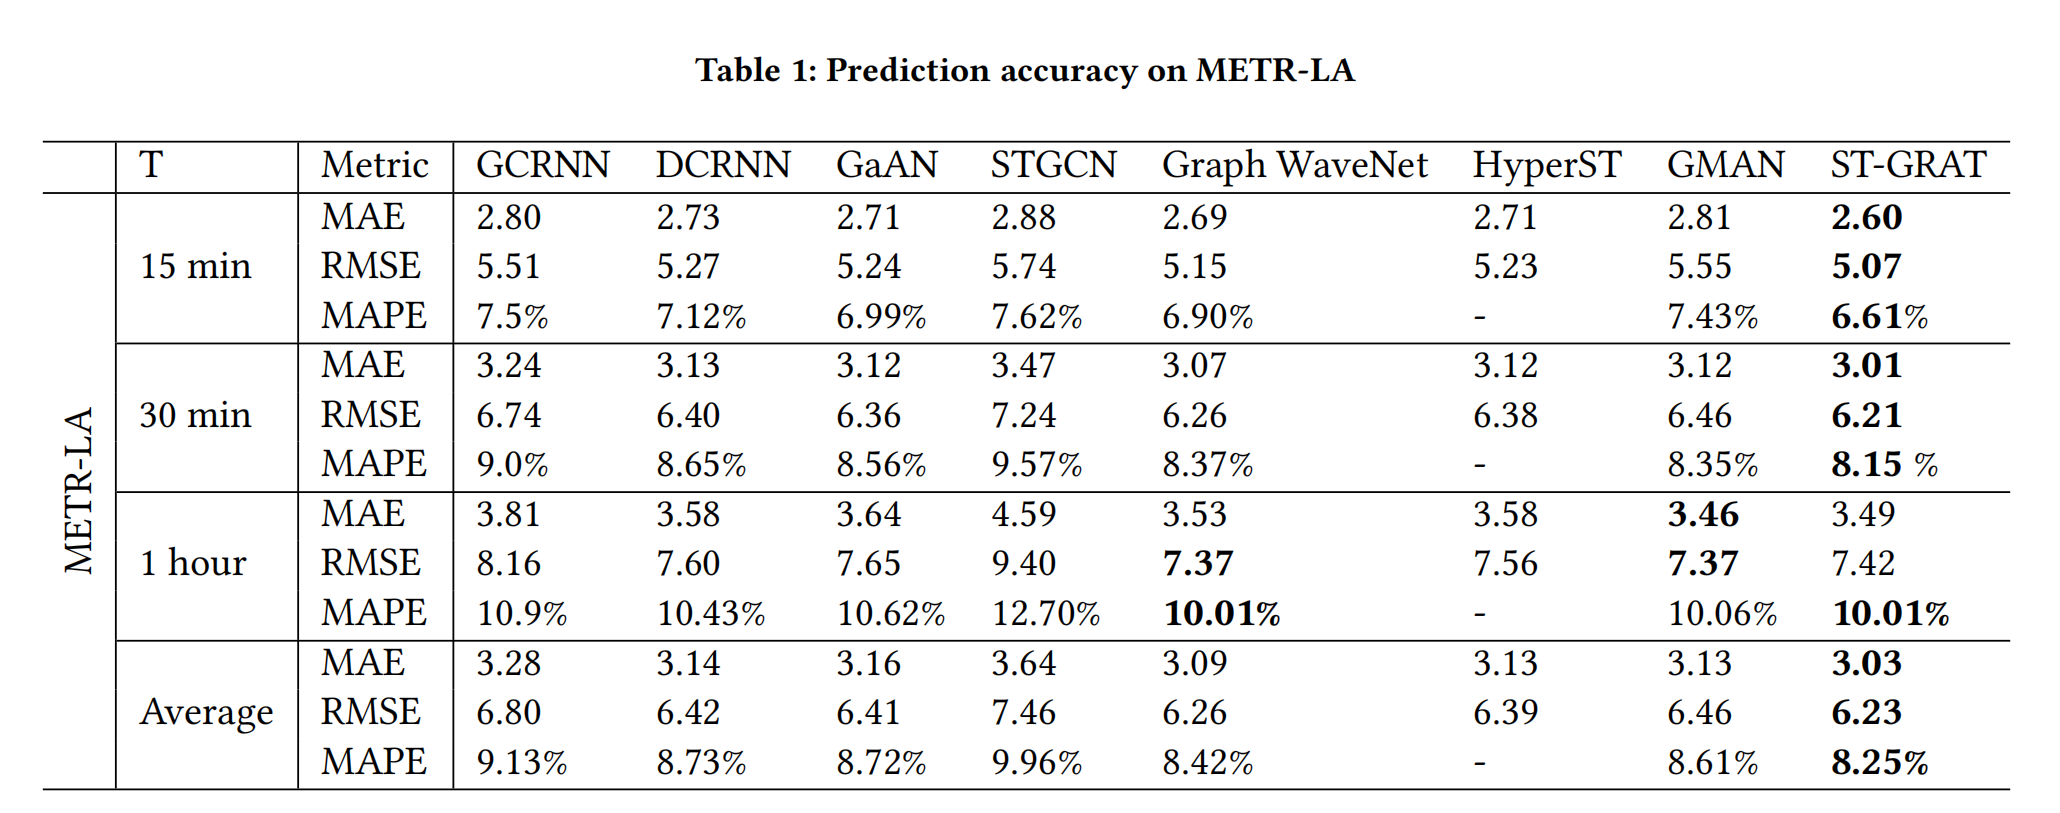 Table 1: Prediction accuracy on METR-LA
T Metric GCRNN DCRNN GaAN STGCN Graph WaveNet HyperST GMAN ST-GRAT
METR-LA
15 min
MAE 2.80 2.73 2.71 2.88 2.69 2.71 2.81 2.60
RMSE 5.51 5.27 5.24 5.74 5.15 5.23 5.55 5.07
MAPE 7.5% 7.12% 6.99% 7.62% 6.90% - 7.43% 6.61%
30 min
MAE 3.24 3.13 3.12 3.47 3.07 3.12 3.12 3.01
RMSE 6.74 6.40 6.36 7.24 6.26 6.38 6.46 6.21
MAPE 9.0% 8.65% 8.56% 9.57% 8.37% - 8.35% 8.15 %
1 hour
MAE 3.81 3.58 3.64 4.59 3.53 3.58 3.46 3.49
RMSE 8.16 7.60 7.65 9.40 7.37 7.56 7.37 7.42
MAPE 10.9% 10.43% 10.62% 12.70% 10.01% - 10.06% 10.01%
Average
MAE 3.28 3.14 3.16 3.64 3.09 3.13 3.13 3.03
RMSE 6.80 6.42 6.41 7.46 6.26 6.39 6.46 6.23
MAPE 9.13% 8.73% 8.72% 9.96% 8.42% - 8.61% 8.25%